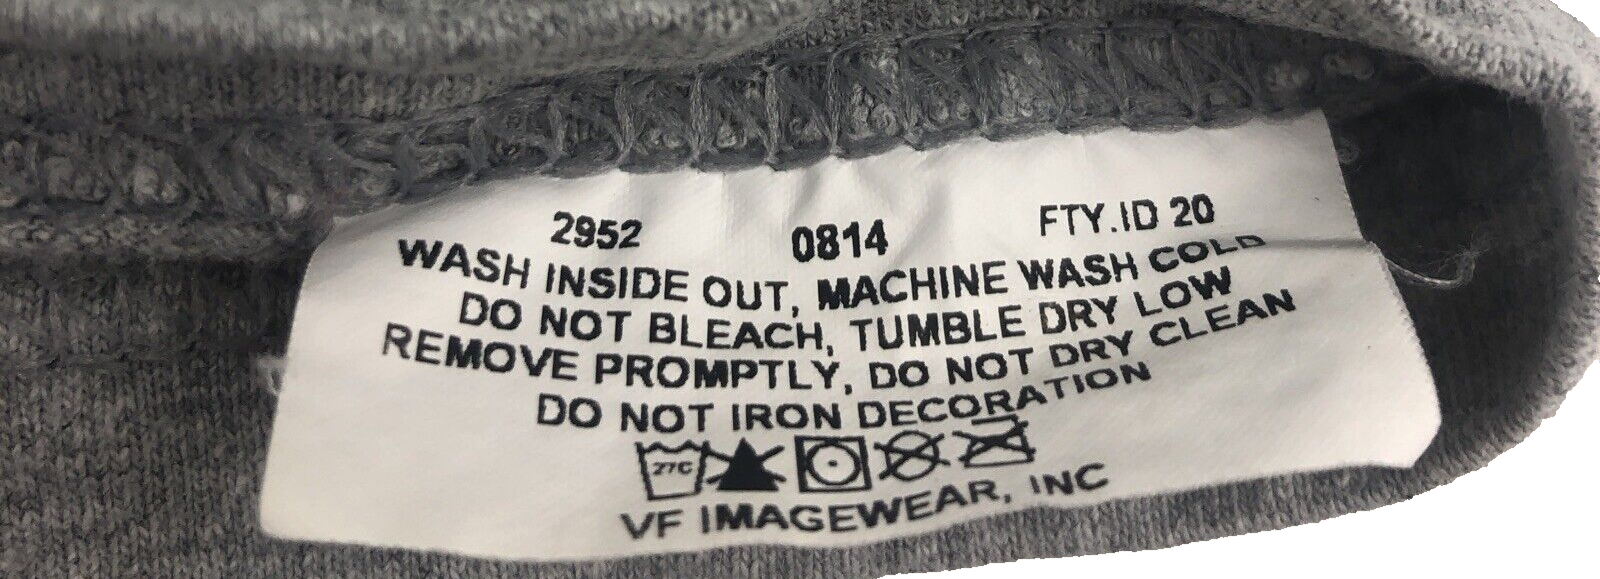 2952 0814 FTY.ID 20
WASH INSIDE OUT, MACHINE WASH COLD
DO NOT BLEACH, TUMBLE DRY LOW
REMOVE PROMPTLY, DO NOT DRY CLEAN
DO NOT IRON DECORATION
27C
VF IMAGEWEAR, INC